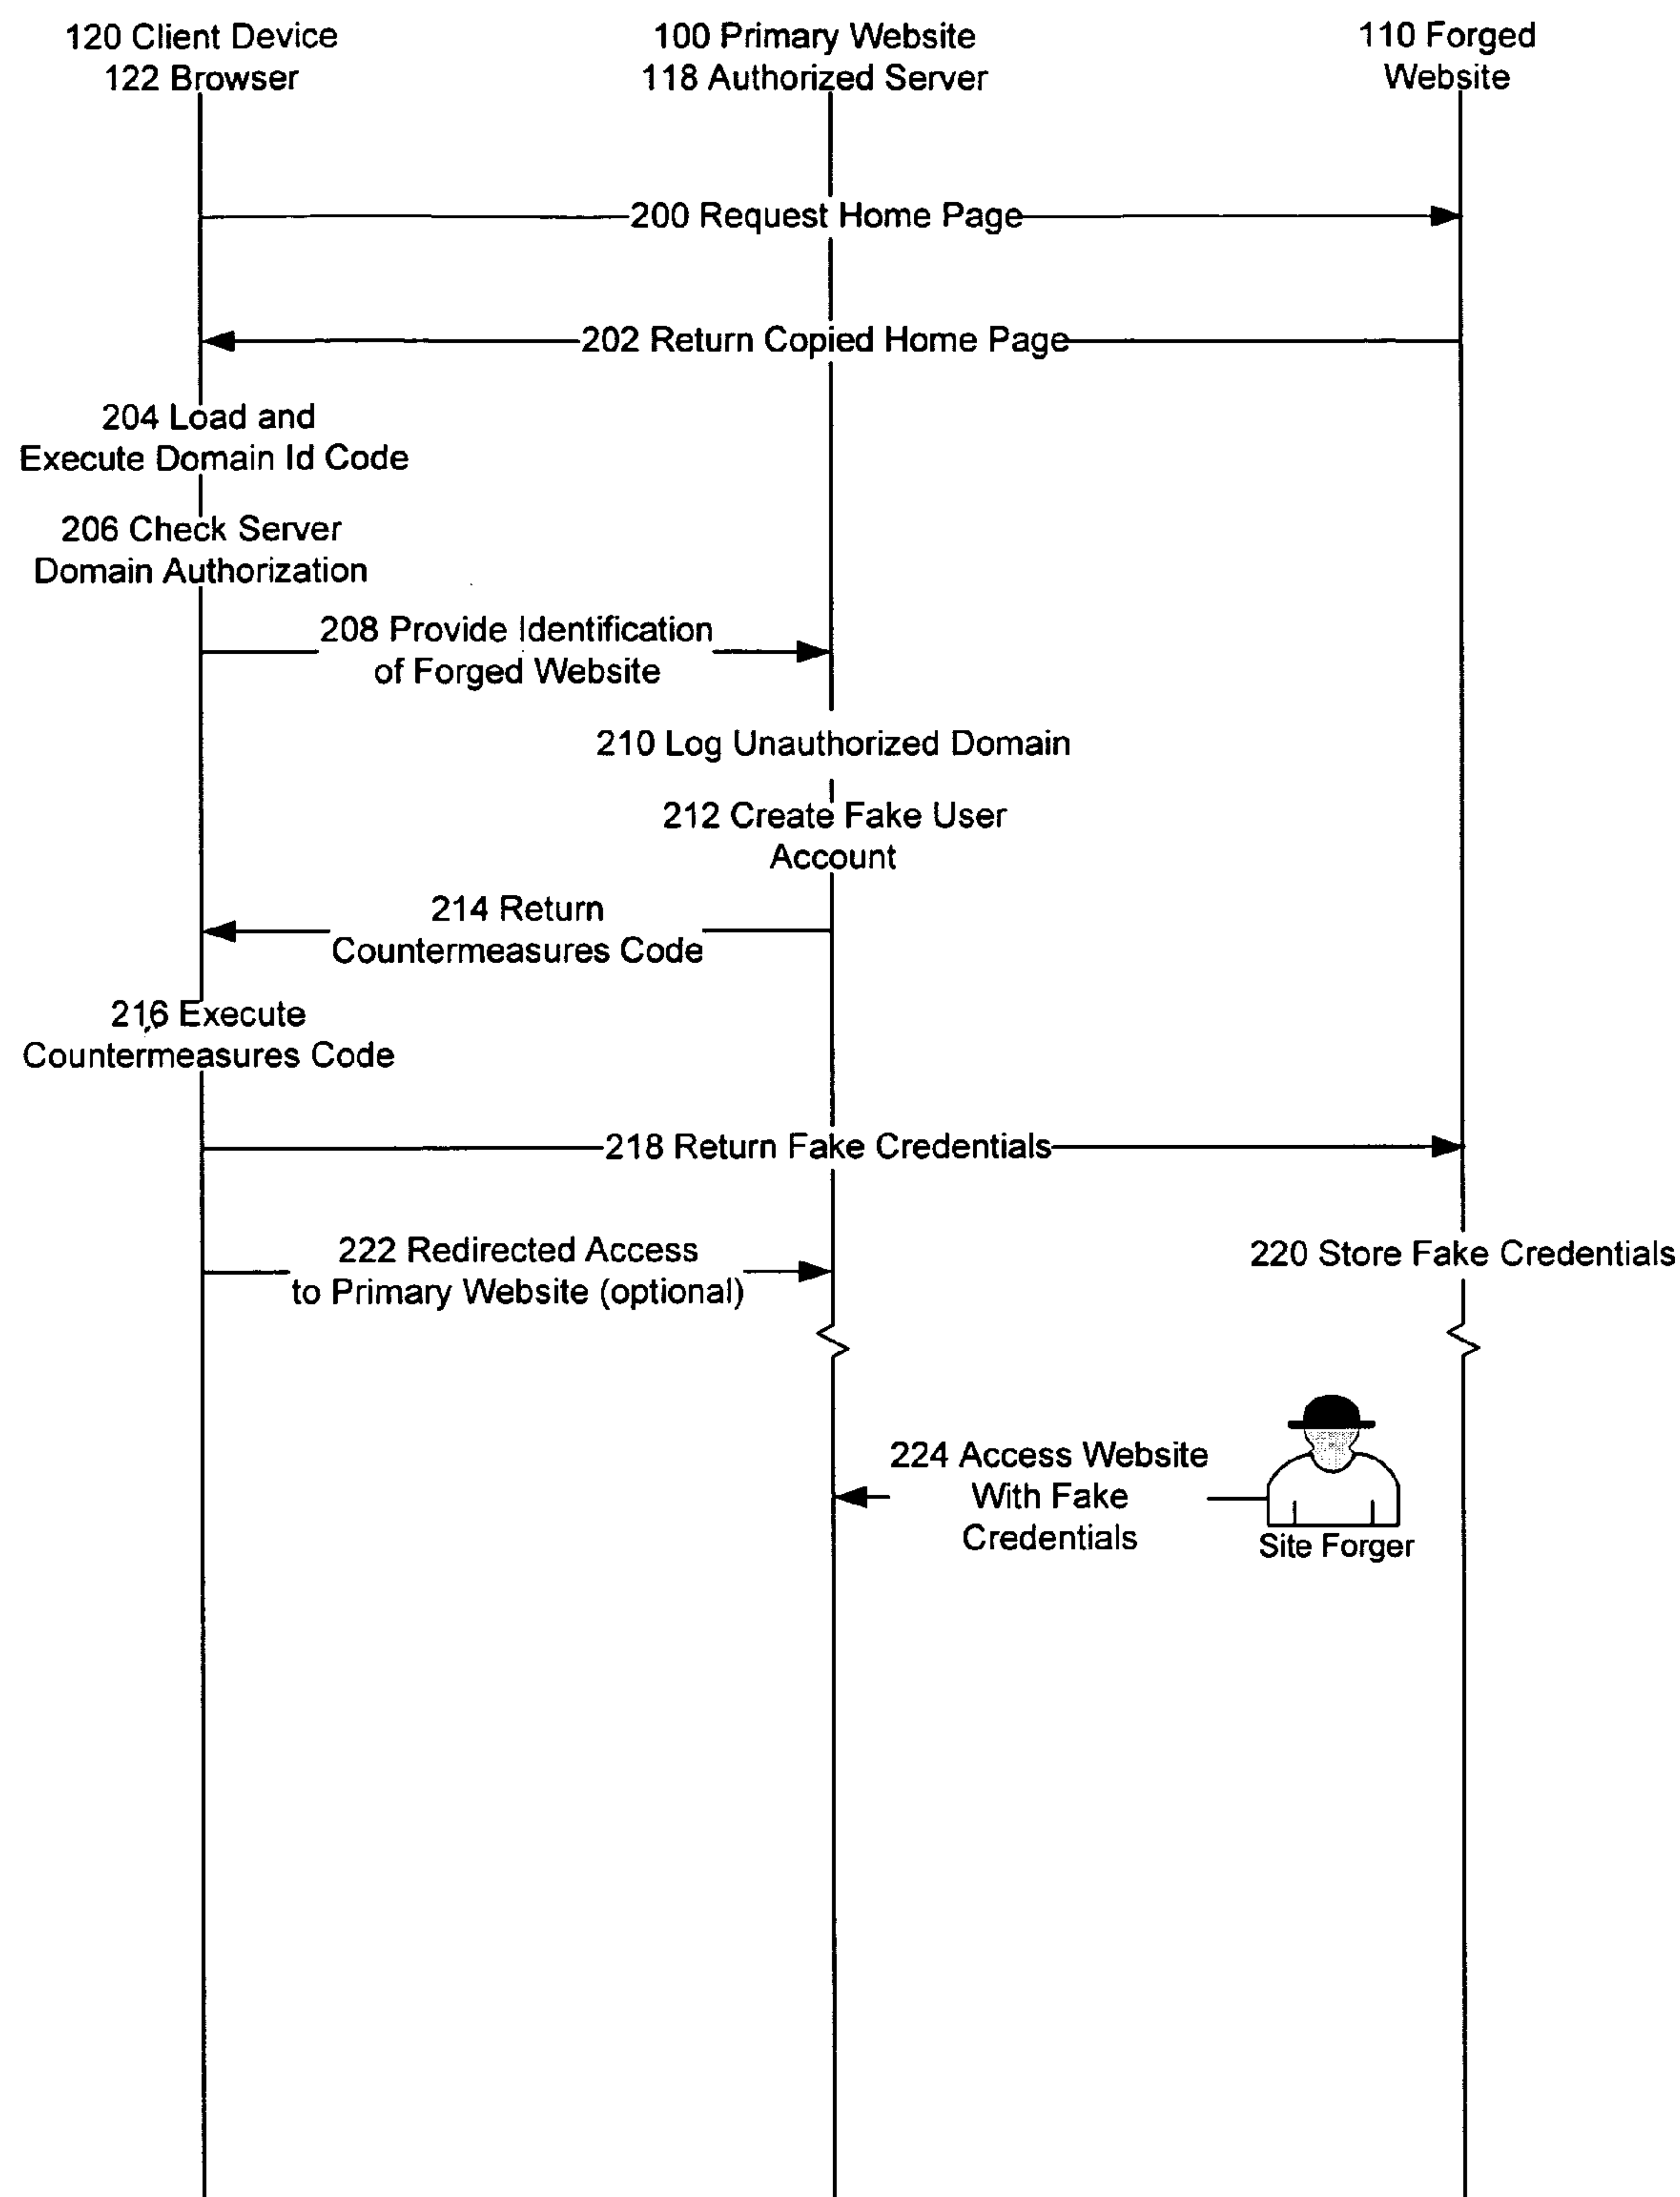 120 Client Device
122 Browser
100 Primary Website
118 Authorized Server
110 Forged
Website
200 Request Home Page
202 Return Copied Home Page
204 Load and
Execute Domain Id Code
206 Check Server
Domain Authorization
208 Provide Identification
of Forged Website
210 Log Unauthorized Domain
212 Create Fake User
Account
214 Return
Countermeasures Code
216 Execute
Countermeasures Code
218 Return Fake Credentials
222 Redirected Access
to Primary Website (optional)
220 Store Fake Credentials
224 Access Website
With Fake
Credentials
Site Forger